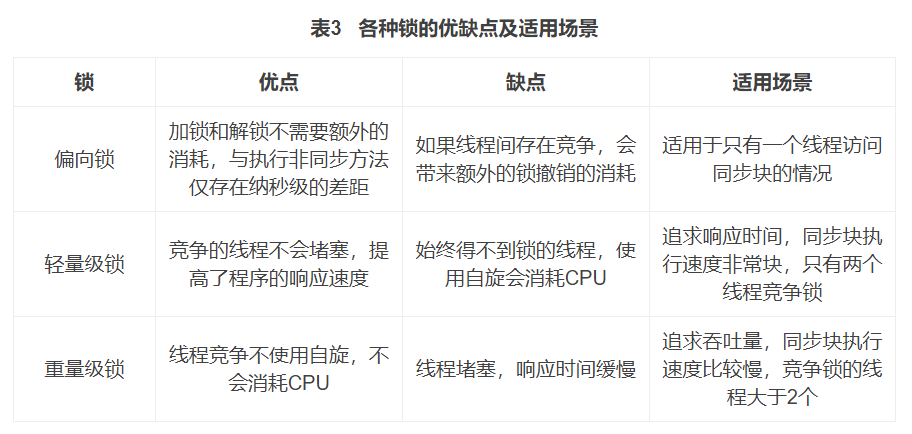 表3 各种锁的优缺点及适用场景
锁 优点 缺点 适用场景
偏向锁
加锁和解锁不需要额外的
消耗，与执行非同步方法
仅存在纳秒级的差距
如果线程间存在竞争，会
带来额外的锁撤销的消耗
适用于只有一个线程访问
同步块的情况
轻量级锁
竞争的线程不会堵塞，提
高了程序的响应速度
始终得不到锁的线程，使
用自旋会消耗CPU
追求响应时间，同步块执
行速度非常块，只有两个
线程竞争锁
重量级锁
线程竞争不使用自旋，不
会消耗CPU
线程堵塞，响应时间缓慢
追求吞吐量，同步块执行
速度比较慢，竞争锁的线
程大于2个